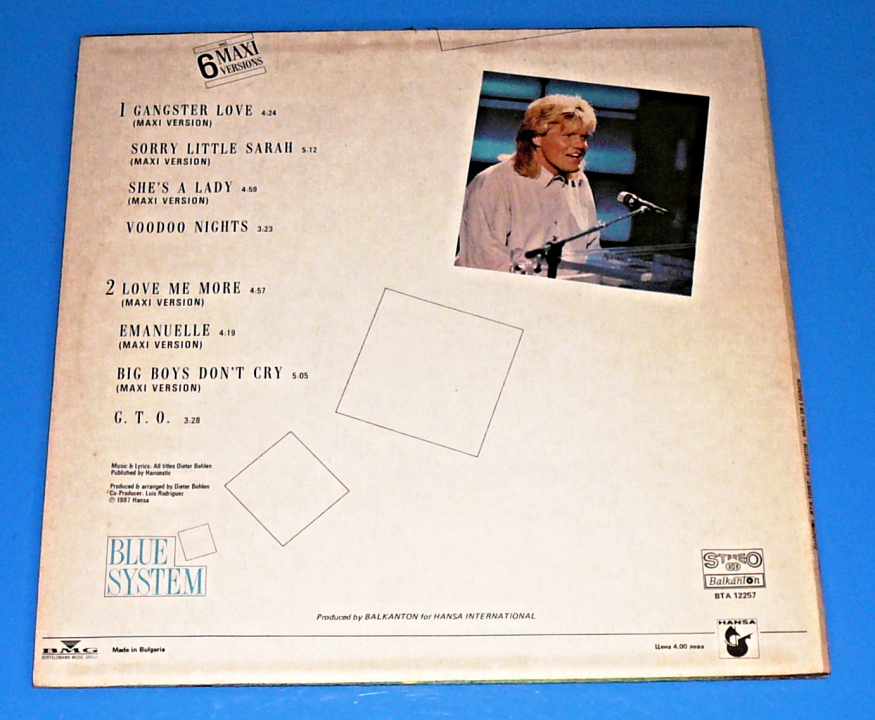 6 MAXI
VERSIONS
1 GANGSTER LOVE 4:24
(MAXI VERSION)
SORRY LITTLE SARAH 5:12
(MAXI VERSION)
SHE'S A LADY 4:59
(MAXI VERSION)
VOODOO NIGHTS 3:23
2 LOVE ME MORE 4:57
(MAXI VERSION)
EMANUELLE 4:19
(MAXI VERSION)
BIG BOYS DON'T CRY 5:05
(MAXI VERSION)
G. T. O. 3:28
Music & Lyrics: All titles Dieter Bohlen
Published by Hanseatic
Produced & arranged by Dieter Bohlen
Co-Producer: Luis Rodriguez
℗ 1987 Hansa
BLUE
SYSTEM
STEREO
Balkanton
BTA 12257
Produced by BALKANTON for HANSA INTERNATIONAL
HANSA
BMG
BERTELSMANN MUSIC GROUP
Made in Bulgaria
Цена 4.00 лева